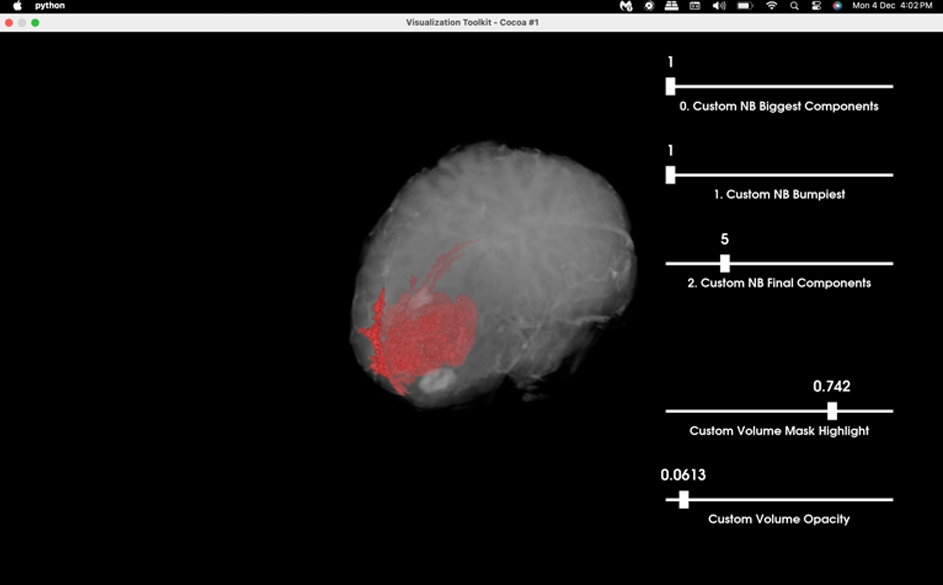 python
Mon 4 Dec 4:02 PM
Visualization Toolkit - Cocoa #1
1
0. Custom NB Biggest Components
1
1. Custom NB Bumpiest
5
2. Custom NB Final Components
0.742
Custom Volume Mask Highlight
0.0613
Custom Volume Opacity